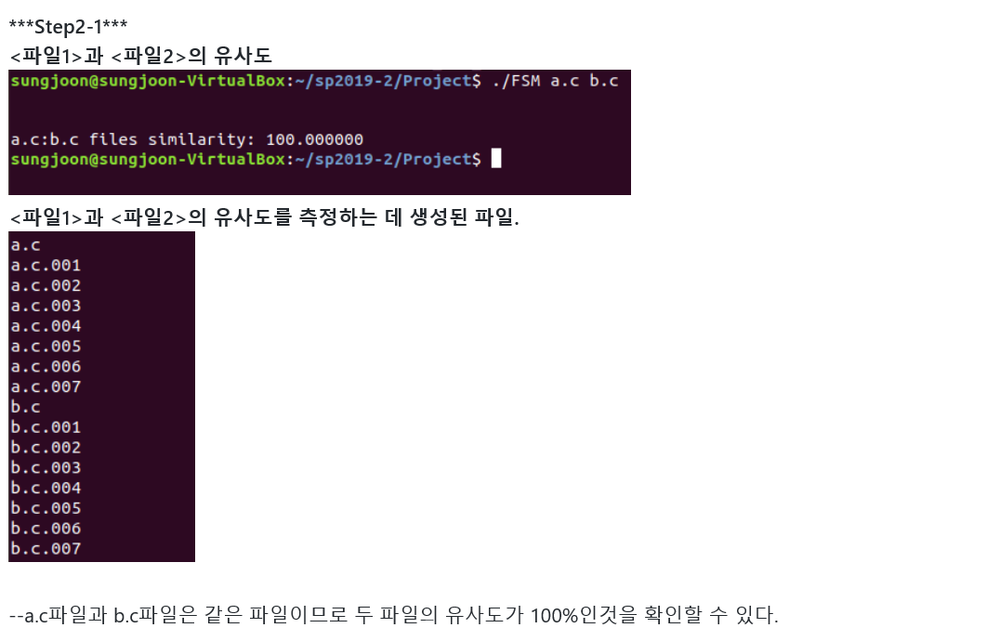 ***Step2-1***
<파일1>과 <파일2>의 유사도
sungjoon@sungjoon-VirtualBox:~/sp2019-2/Project$ ./FSM a.c b.c
a.c:b.c files similarity: 100.000000
sungjoon@sungjoon-VirtualBox:~/sp2019-2/Project$
<파일1>과 <파일2>의 유사도를 측정하는 데 생성된 파일.
a.c
a.c.001
a.c.002
a.c.003
a.c.004
a.c.005
a.c.006
a.c.007
b.c
b.c.001
b.c.002
b.c.003
b.c.004
b.c.005
b.c.006
b.c.007
--a.c파일과 b.c파일은 같은 파일이므로 두 파일의 유사도가 100%인것을 확인할 수 있다.